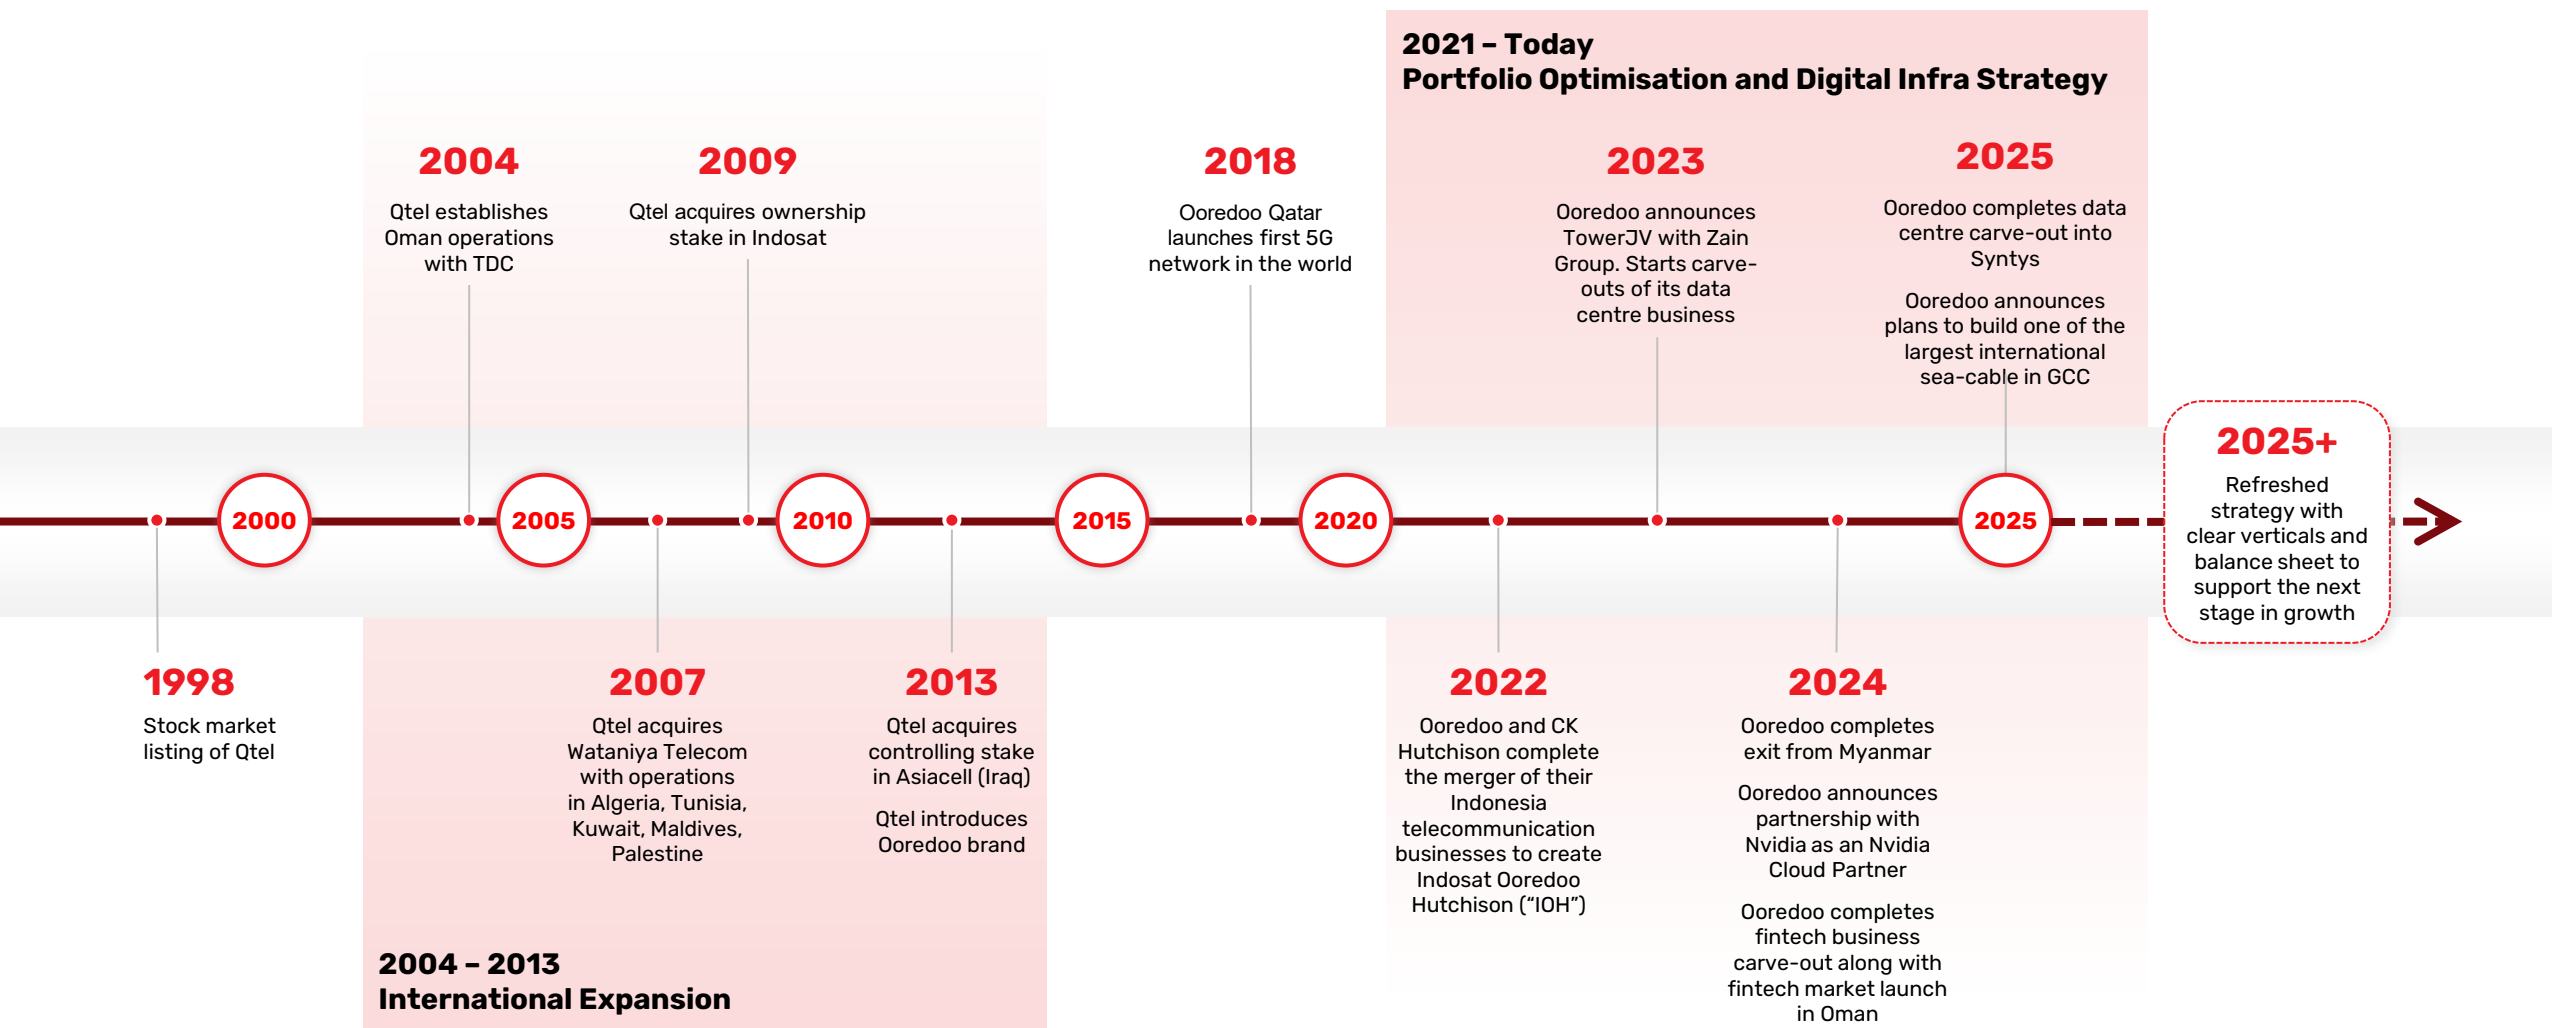 2021 – Today
Portfolio Optimisation and Digital Infra Strategy
2004
Qtel establishes
Oman operations
with TDC
2009
Qtel acquires ownership
stake in Indosat
2018
Ooredoo Qatar
launches first 5G
network in the world
2023
Ooredoo announces
TowerJV with Zain
Group. Starts carve-
outs of its data
centre business
2025
Ooredoo completes data
centre carve-out into
Syntys
Ooredoo announces
plans to build one of the
largest international
sea-cable in GCC
2000
2005
2010
2015
2020
2025
2025+
Refreshed
strategy with
clear verticals and
balance sheet to
support the next
stage in growth
1998
Stock market
listing of Qtel
2007
Qtel acquires
Wataniya Telecom
with operations
in Algeria, Tunisia,
Kuwait, Maldives,
Palestine
2013
Qtel acquires
controlling stake
in Asiacell (Iraq)
Qtel introduces
Ooredoo brand
2022
Ooredoo and CK
Hutchison complete
the merger of their
Indonesia
telecommunication
businesses to create
Indosat Ooredoo
Hutchison (“IOH”)
2024
Ooredoo completes
exit from Myanmar
Ooredoo announces
partnership with
Nvidia as an Nvidia
Cloud Partner
Ooredoo completes
fintech business
carve-out along with
fintech market launch
in Oman
2004 – 2013
International Expansion